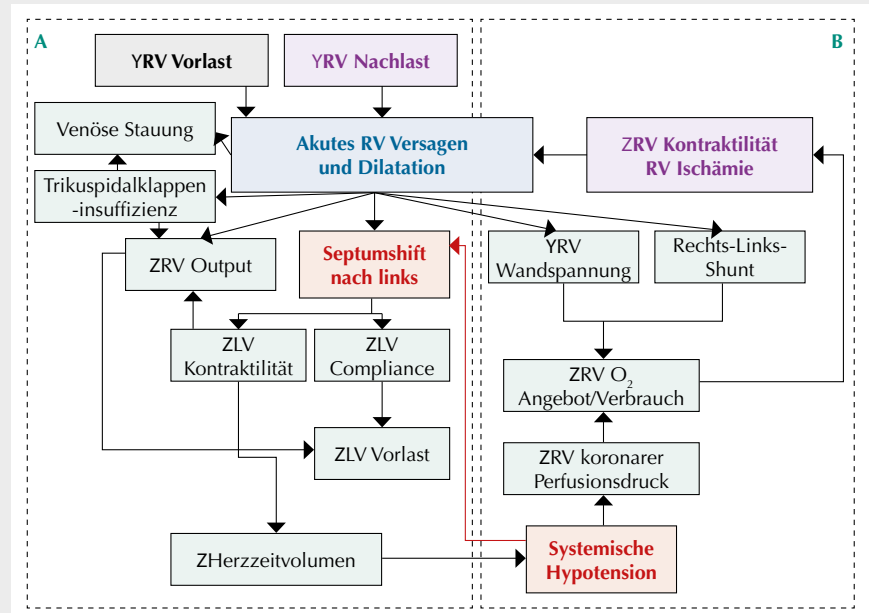 A
B
YRV Vorlast
YRV Nachlast
Venöse Stauung
Akutes RV Versagen
und Dilatation
ZRV Kontraktilität
RV Ischämie
Trikuspidalklappen
-insuffizienz
ZRV Output
Septumshift
nach links
YRV
Wandspannung
Rechts-Links-
Shunt
ZLV
Kontraktilität
ZLV
Compliance
ZRV O₂
Angebot/Verbrauch
ZLV Vorlast
ZRV koronarer
Perfusionsdruck
ZHerzzeitvolumen
Systemische
Hypotension